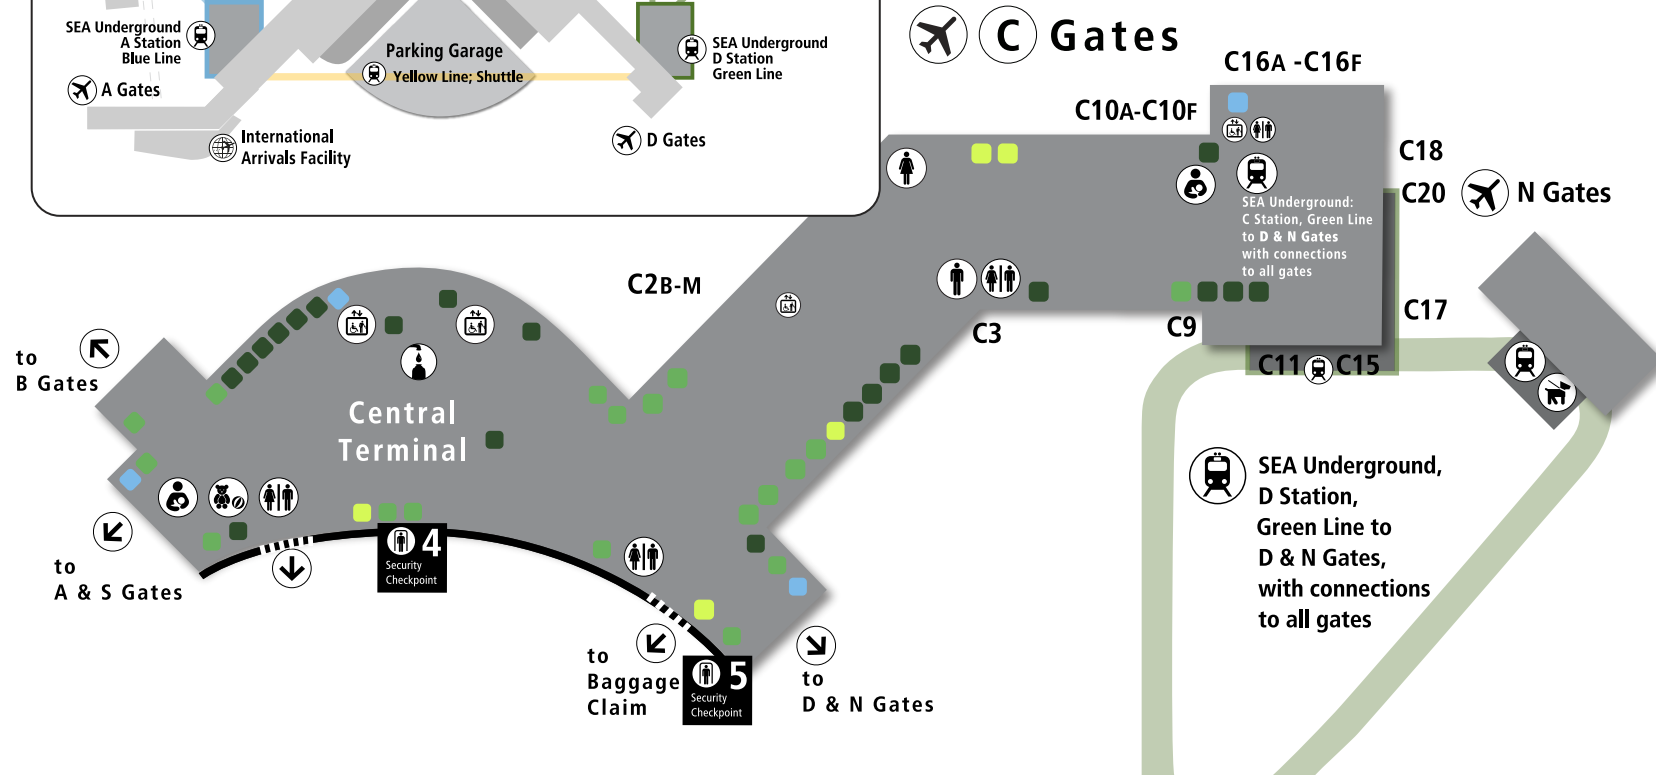 SEA Underground
A Station
Blue Line
A Gates
International
Arrivals Facility
Parking Garage
Yellow Line; Shuttle
SEA Underground
D Station
Green Line
D Gates
C Gates
C16A -C16F
C10A-C10F
C18
C20
N Gates
SEA Underground:
C Station, Green Line
to D & N Gates
with connections
to all gates
C2B-M
C3
C9
C17
C11
C15
to
B Gates
Central
Terminal
to
A & S Gates
4
Security
Checkpoint
to
Baggage
Claim
5
Security
Checkpoint
to
D & N Gates
SEA Underground,
D Station,
Green Line to
D & N Gates,
with connections
to all gates